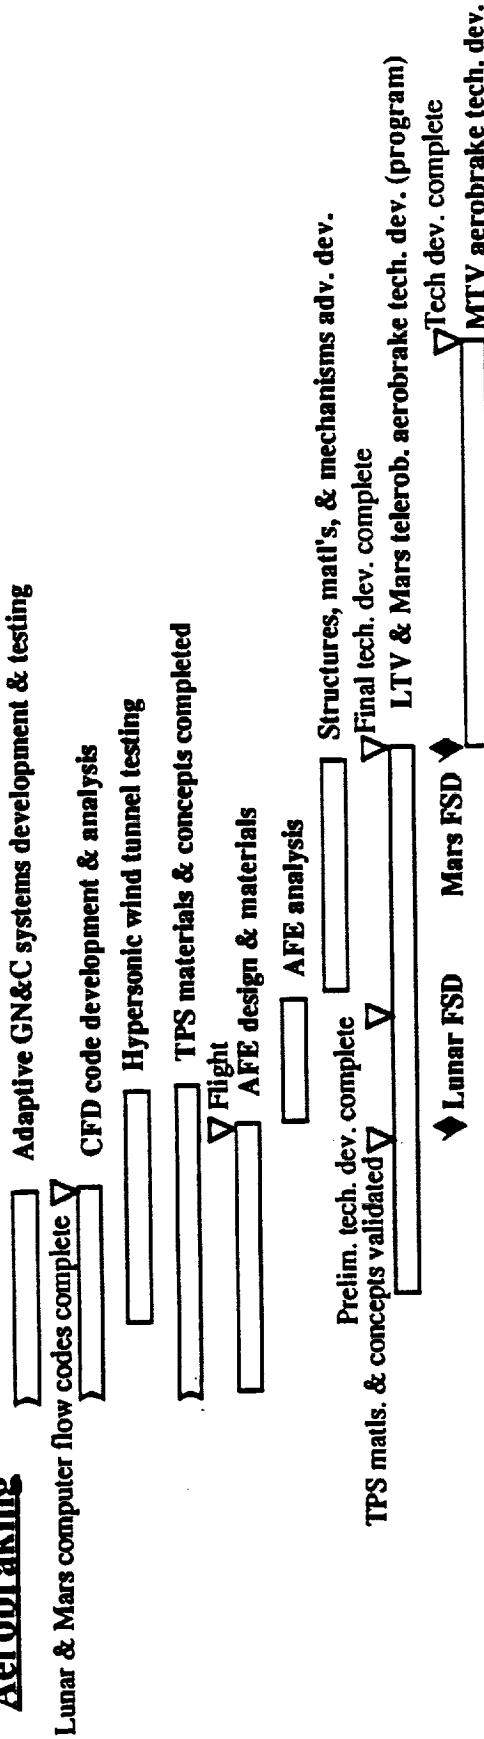 Aerobraking
Adaptive GN&C systems development & testing
Lunar & Mars computer flow codes complete
CFD code development & analysis
Hypersonic wind tunnel testing
TPS materials & concepts completed
Flight
AFE design & materials
AFE analysis
Structures, matl's, & mechanisms adv. dev.
Prelim. tech. dev. complete
Final tech. dev. complete
TPS matls. & concepts validated
LTV & Mars telerob. aerobrake tech. dev. (program)
Lunar FSD
Mars FSD
Tech dev. complete
MTV aerobrake tech. dev.